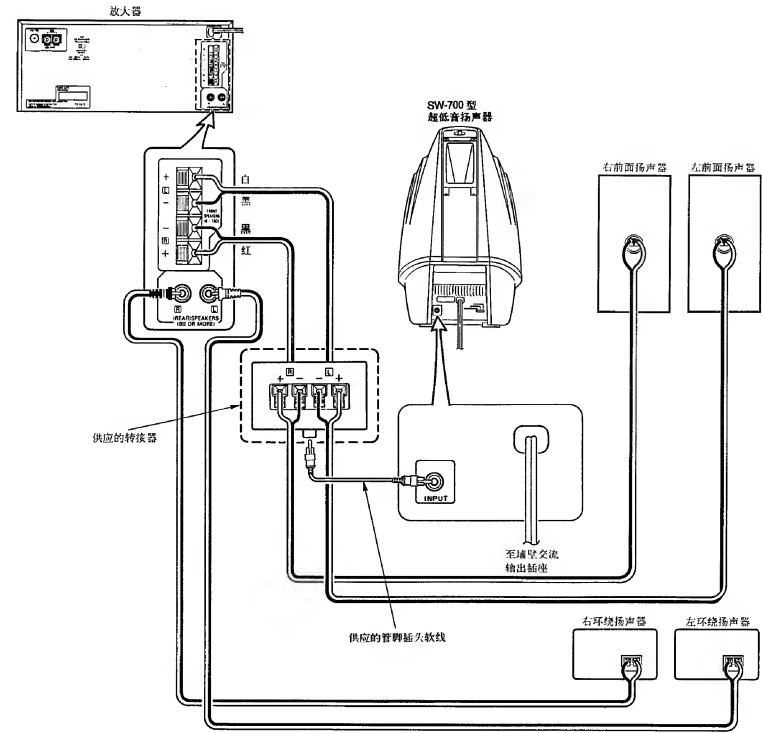 放大器
SW-700 型
超低音扬声器
右前面扬声器
左前面扬声器
+
L
−
−
R
+
白
黑
黑
红
FRONT
SPEAKERS
R
L
(REAR)SPEAKERS
(8Ω OR MORE)
R
L
+
−
−
+
供应的转接器
INPUT
至墙壁交流
输出插座
供应的管脚插头软线
右环绕扬声器
左环绕扬声器